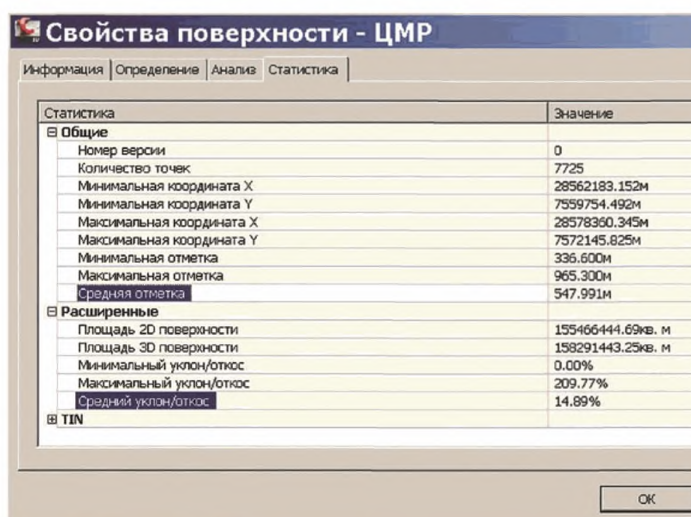 Свойства поверхности - ЦМР
Информация Определение Анализ Статистика
Статистика Значение
Общие
Номер версии 0
Количество точек 7725
Минимальная координата X 28562183.152м
Минимальная координата Y 7559754.492м
Максимальная координата X 28578360.345м
Максимальная координата Y 7572145.825м
Минимальная отметка 336.600м
Максимальная отметка 965.300м
Средняя отметка 547.991м
Расширенные
Площадь 2D поверхности 155466444.69кв. м
Площадь 3D поверхности 158291443.25кв. м
Минимальный уклон/откос 0.00%
Максимальный уклон/откос 209.77%
Средний уклон/откос 14.89%
TIN
OK